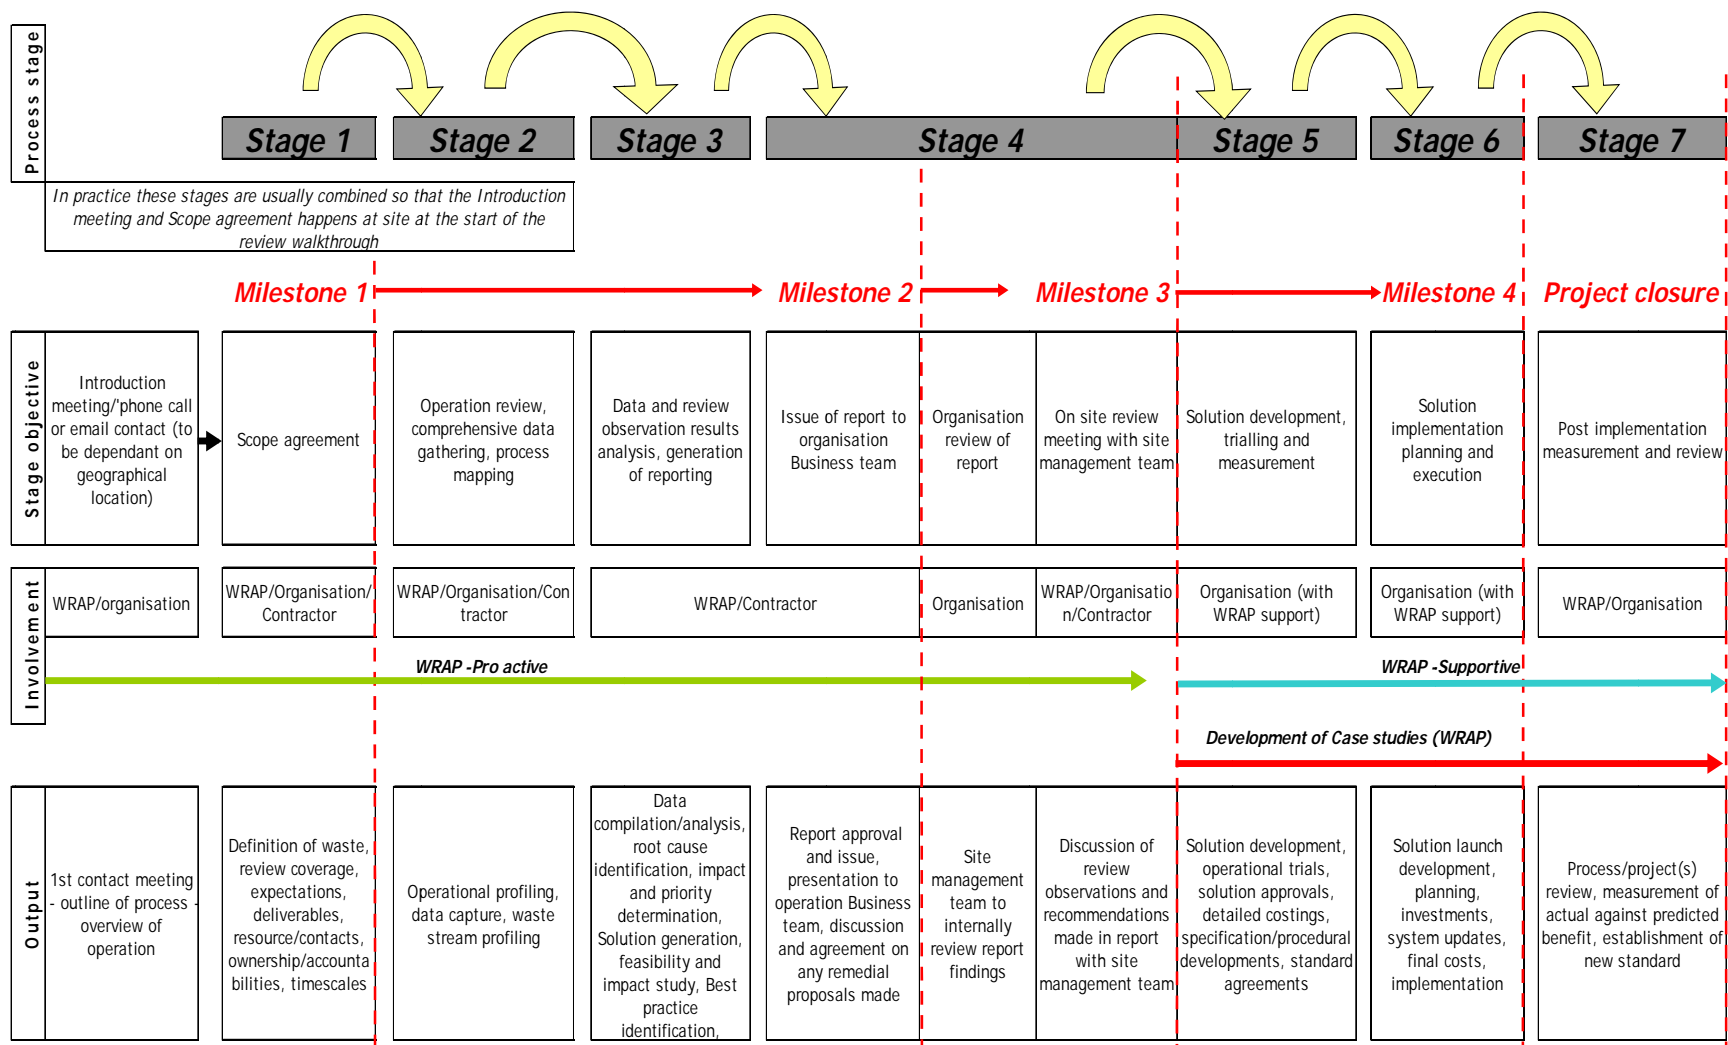 Process stage
Stage 1
Stage 2
Stage 3
Stage 4
Stage 5
Stage 6
Stage 7
In practice these stages are usually combined so that the Introduction
meeting and Scope agreement happens at site at the start of the
review walkthrough
Milestone 1
Milestone 2
Milestone 3
Milestone 4
Project closure
Stage objective
Introduction
meeting/'phone call
or email contact (to
be dependant on
geographical
location)
Scope agreement
Operation review,
comprehensive data
gathering, process
mapping
Data and review
observation results
analysis, generation
of reporting
Issue of report to
organisation
Business team
Organisation
review of
report
On site review
meeting with site
management team
Solution development,
trialling and
measurement
Solution
implementation
planning and
execution
Post implementation
measurement and review
Involvement
WRAP/organisation
WRAP/Organisation/
Contractor
WRAP/Organisation/Con
tractor
WRAP/Contractor
Organisation
WRAP/Organisatio
n/Contractor
Organisation (with
WRAP support)
Organisation (with
WRAP support)
WRAP/Organisation
WRAP -Pro active
WRAP -Supportive
Development of Case studies (WRAP)
Output
1st contact meeting
- outline of process -
overview of
operation
Definition of waste,
review coverage,
expectations,
deliverables,
resource/contacts,
ownership/accounta
bilities, timescales
Operational profiling,
data capture, waste
stream profiling
Data
compilation/analysis,
root cause
identification, impact
and priority
determination,
Solution generation,
feasibility and
impact study, Best
practice
identification,
Report approval
and issue,
presentation to
operation Business
team, discussion
and agreement on
any remedial
proposals made
Site
management
team to
internally
review report
findings
Discussion of
review
observations and
recommendations
made in report
with site
management team
Solution development,
operational trials,
solution approvals,
detailed costings,
specification/procedural
developments, standard
agreements
Solution launch
development,
planning,
investments,
system updates,
final costs,
implementation
Process/project(s)
review, measurement of
actual against predicted
benefit, establishment of
new standard